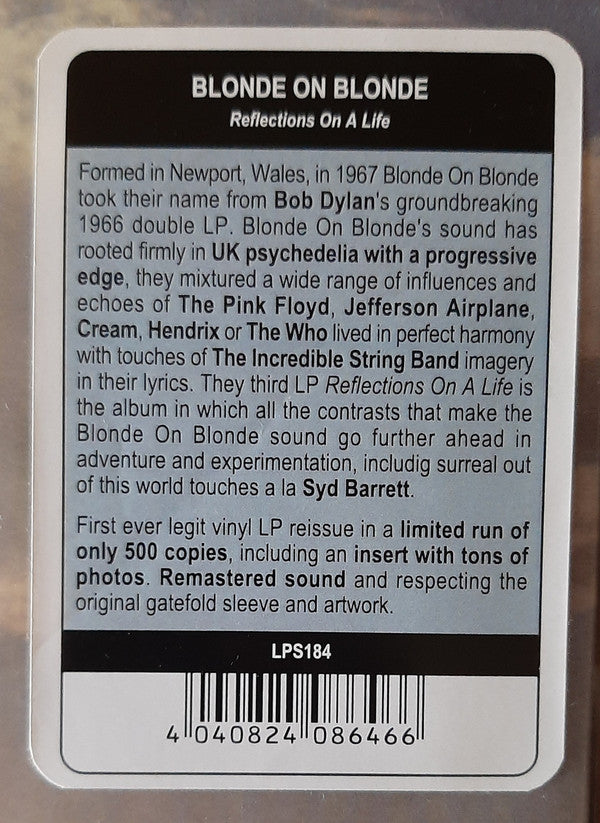 BLONDE ON BLONDE
Reflections On A Life
Formed in Newport, Wales, in 1967 Blonde On Blonde
took their name from Bob Dylan's groundbreaking
1966 double LP. Blonde On Blonde's sound has
rooted firmly in UK psychedelia with a progressive
edge, they mixtured a wide range of influences and
echoes of The Pink Floyd, Jefferson Airplane,
Cream, Hendrix or The Who lived in perfect harmony
with touches of The Incredible String Band imagery
in their lyrics. They third LP Reflections On A Life is
the album in which all the contrasts that make the
Blonde On Blonde sound go further ahead in
adventure and experimentation, includig surreal out
of this world touches a la Syd Barrett.
First ever legit vinyl LP reissue in a limited run of
only 500 copies, including an insert with tons of
photos. Remastered sound and respecting the
original gatefold sleeve and artwork.
LPS184
4 040824 086466